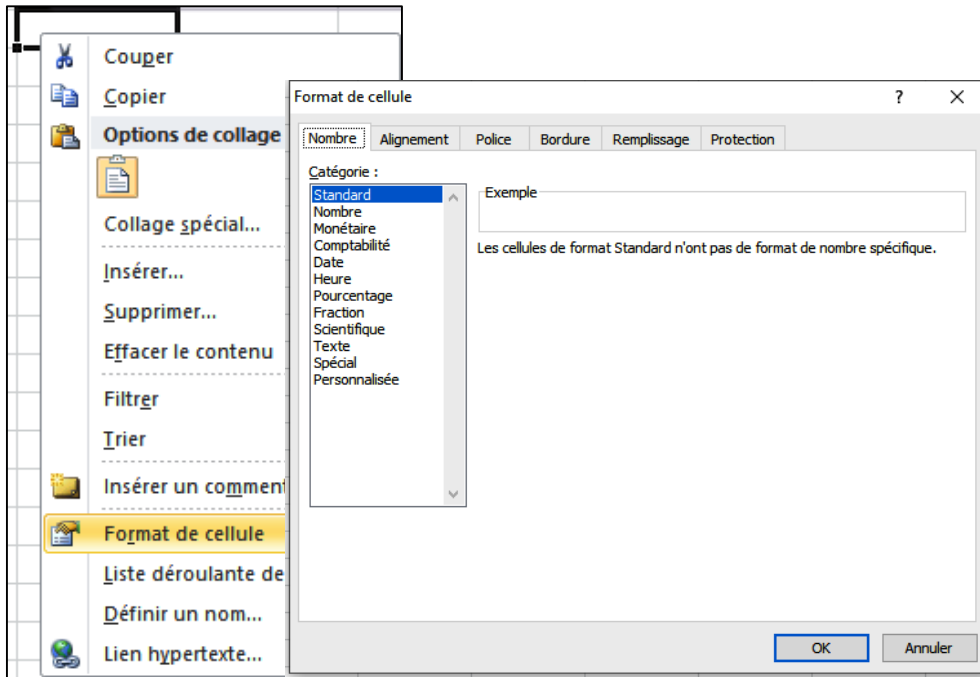 Couper
Copier
Options de collage
Collage spécial...
Insérer...
Supprimer...
Effacer le contenu
Filtrer
Trier
Insérer un comment
Format de cellule
Liste déroulante de
Définir un nom...
Lien hypertexte...
Format de cellule ?
Nombre Alignement Police Bordure Remplissage Protection
Catégorie :
Standard
Nombre
Monétaire
Comptabilité
Date
Heure
Pourcentage
Fraction
Scientifique
Texte
Spécial
Personnalisée
Exemple
Les cellules de format Standard n'ont pas de format de nombre spécifique.
OK Annuler